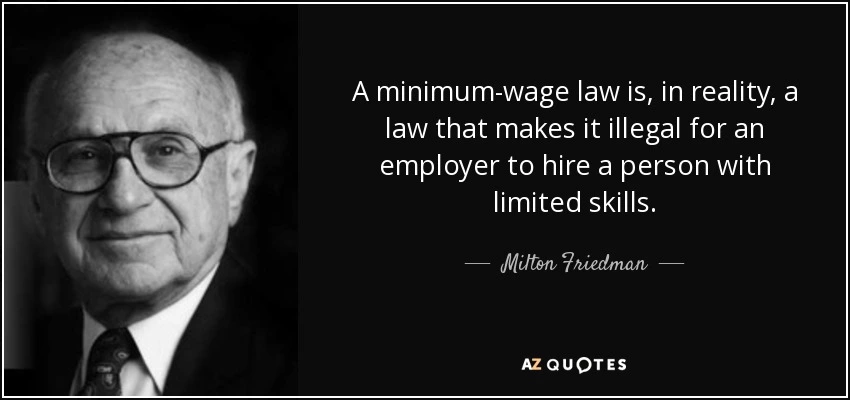 A minimum-wage law is, in reality, a
law that makes it illegal for an
employer to hire a person with
limited skills.
Milton Friedman
AZ QUOTES